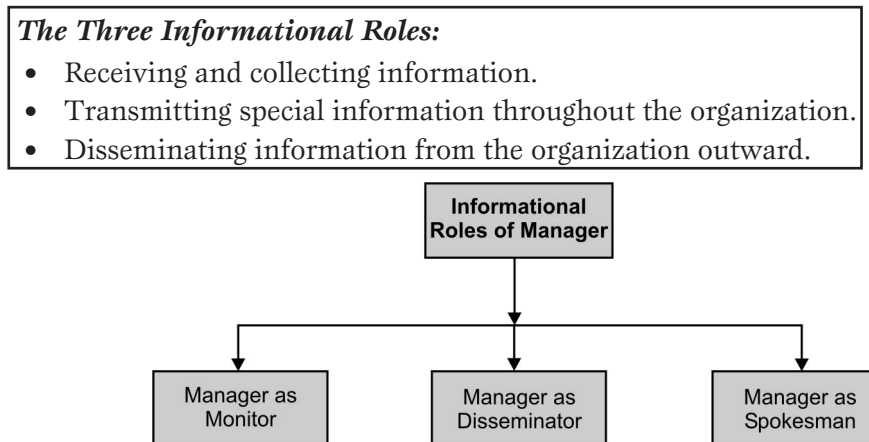 The Three Informational Roles:
• Receiving and collecting information.
• Transmitting special information throughout the organization.
• Disseminating information from the organization outward.
Informational
Roles of Manager
Manager as
Monitor
Manager as
Disseminator
Manager as
Spokesman